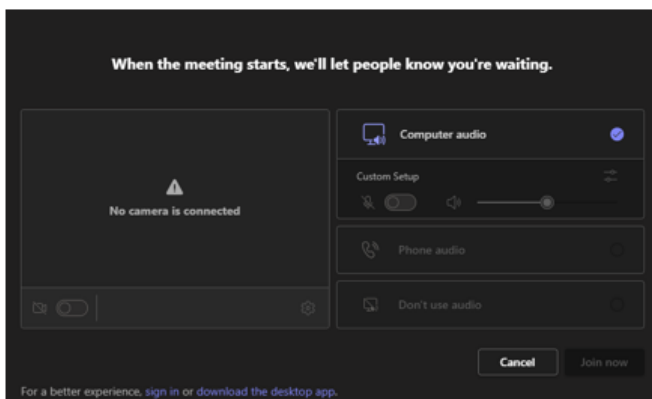 When the meeting starts, we'll let people know you're waiting.
No camera is connected
Computer audio
Custom Setup
Phone audio
Don't use audio
Cancel
Join now
For a better experience, sign in or download the desktop app.